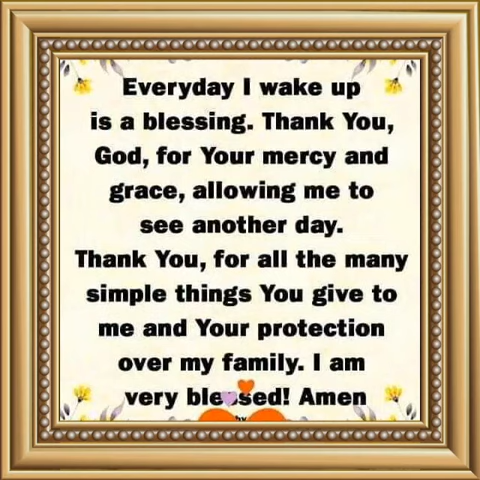 Everyday I wake up
is a blessing. Thank You,
God, for Your mercy and
grace, allowing me to
see another day.
Thank You, for all the many
simple things You give to
me and Your protection
over my family. I am
very blessed! Amen
by